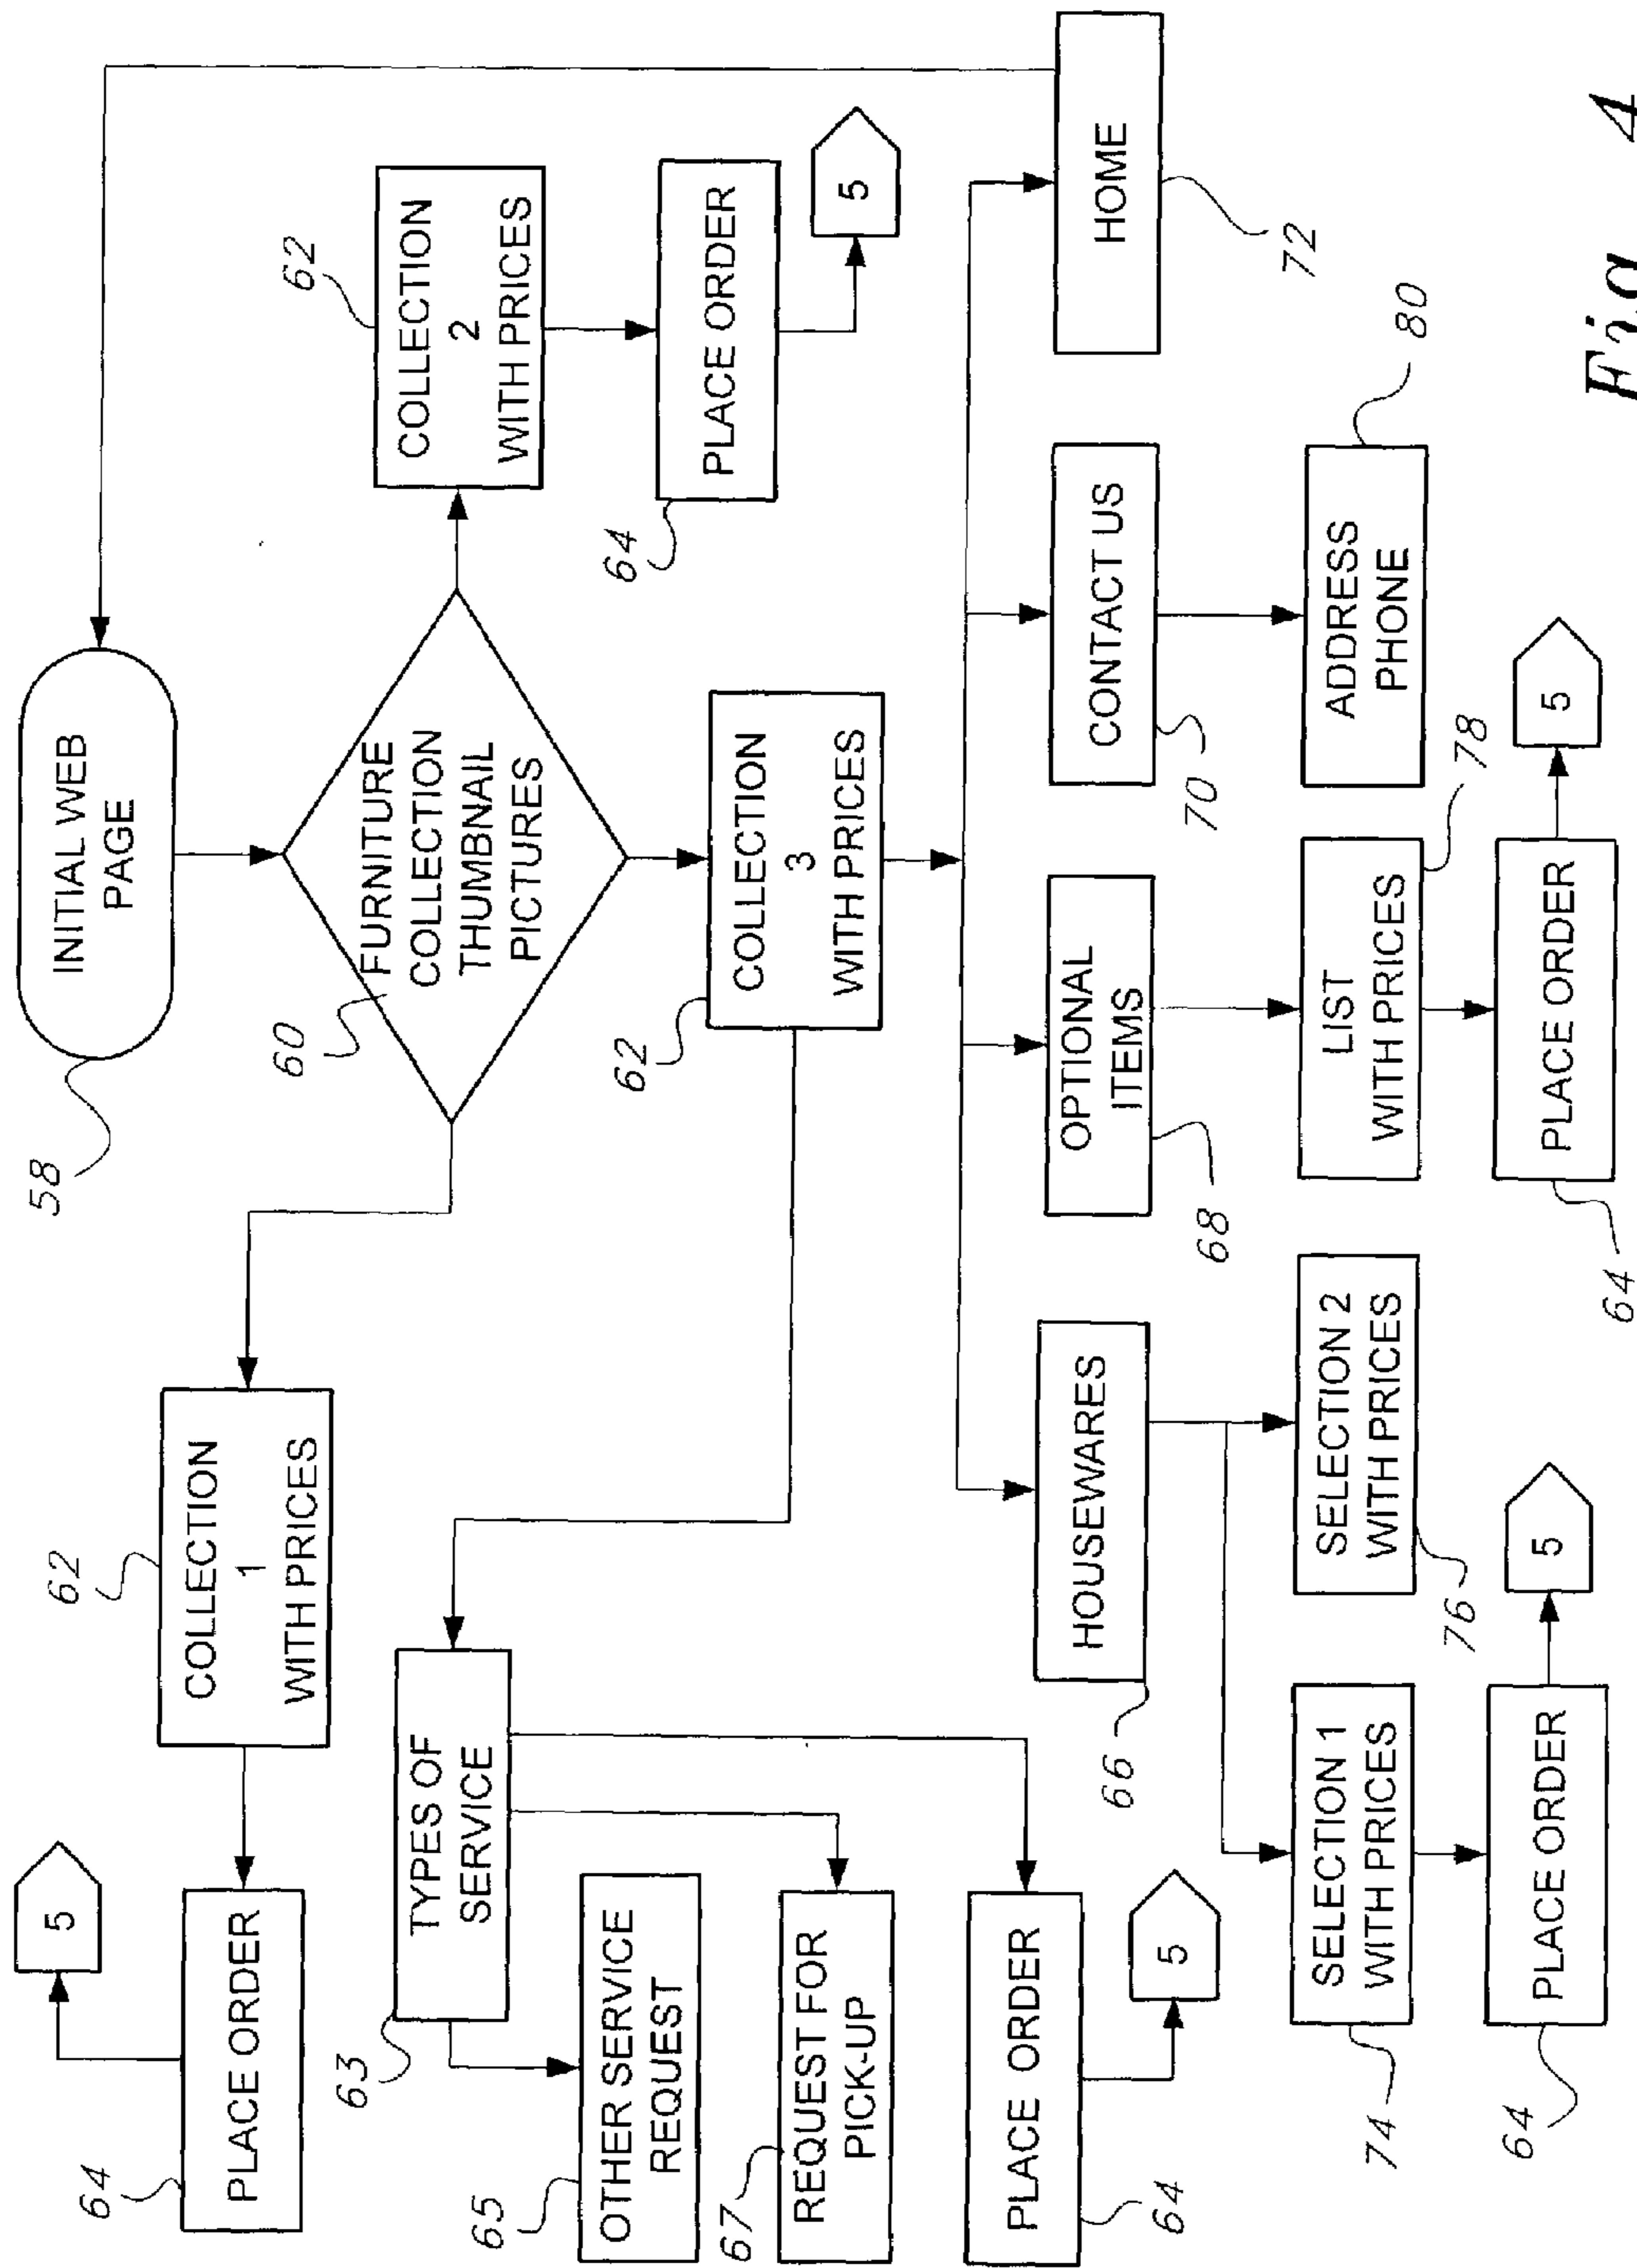 INITIAL WEB
PAGE
58
FURNITURE
COLLECTION
THUMBNAIL
PICTURES
60
COLLECTION
1
WITH PRICES
62
PLACE ORDER
64
5
COLLECTION
2
WITH PRICES
62
PLACE ORDER
64
5
COLLECTION
3
WITH PRICES
62
TYPES OF
SERVICE
63
OTHER SERVICE
REQUEST
65
REQUEST FOR
PICK-UP
67
PLACE ORDER
64
5
HOUSEWARES
66
OPTIONAL
ITEMS
68
CONTACT US
70
HOME
72
SELECTION 1
WITH PRICES
74
SELECTION 2
WITH PRICES
76
LIST
WITH PRICES
78
ADDRESS
PHONE
80
PLACE ORDER
64
5
PLACE ORDER
64
5
Fig. 4